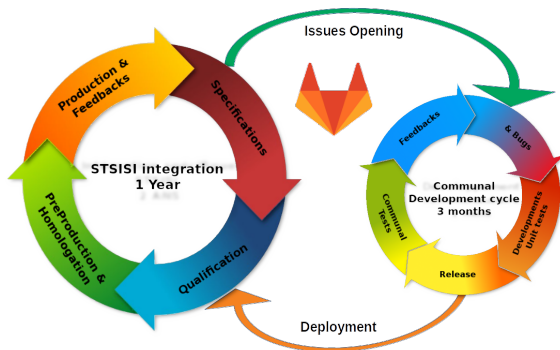 Issues Opening
Production &
Feedbacks
Specifications
STSISI integration
1 Year
PreProduction &
Homologation
Qualification
Feedbacks
& Bugs
Communal
Development cycle
3 months
Communal
Tests
Developments
Unit tests
Release
Deployment